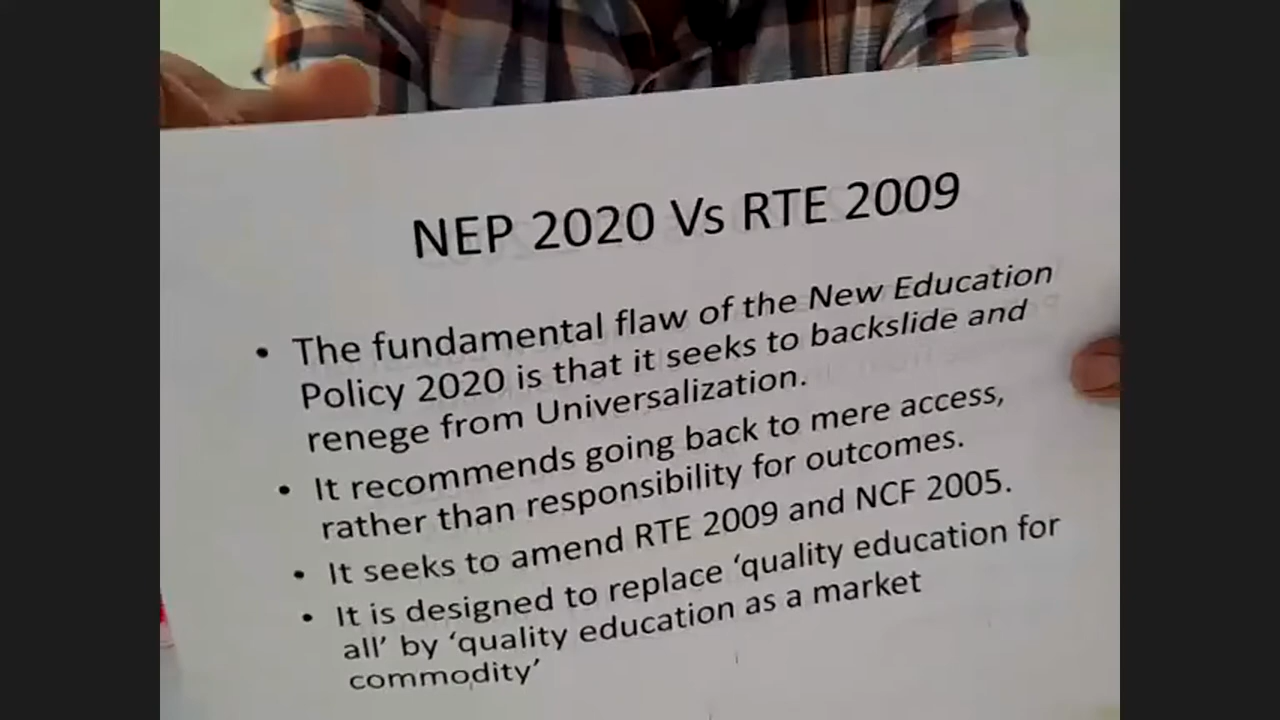 NEP 2020 Vs RTE 2009
• The fundamental flaw of the New Education
Policy 2020 is that it seeks to backslide and
renege from Universalization.
• It recommends going back to mere access,
rather than responsibility for outcomes.
• It seeks to amend RTE 2009 and NCF 2005.
• It is designed to replace ‘quality education for
all’ by ‘quality education as a market
commodity’